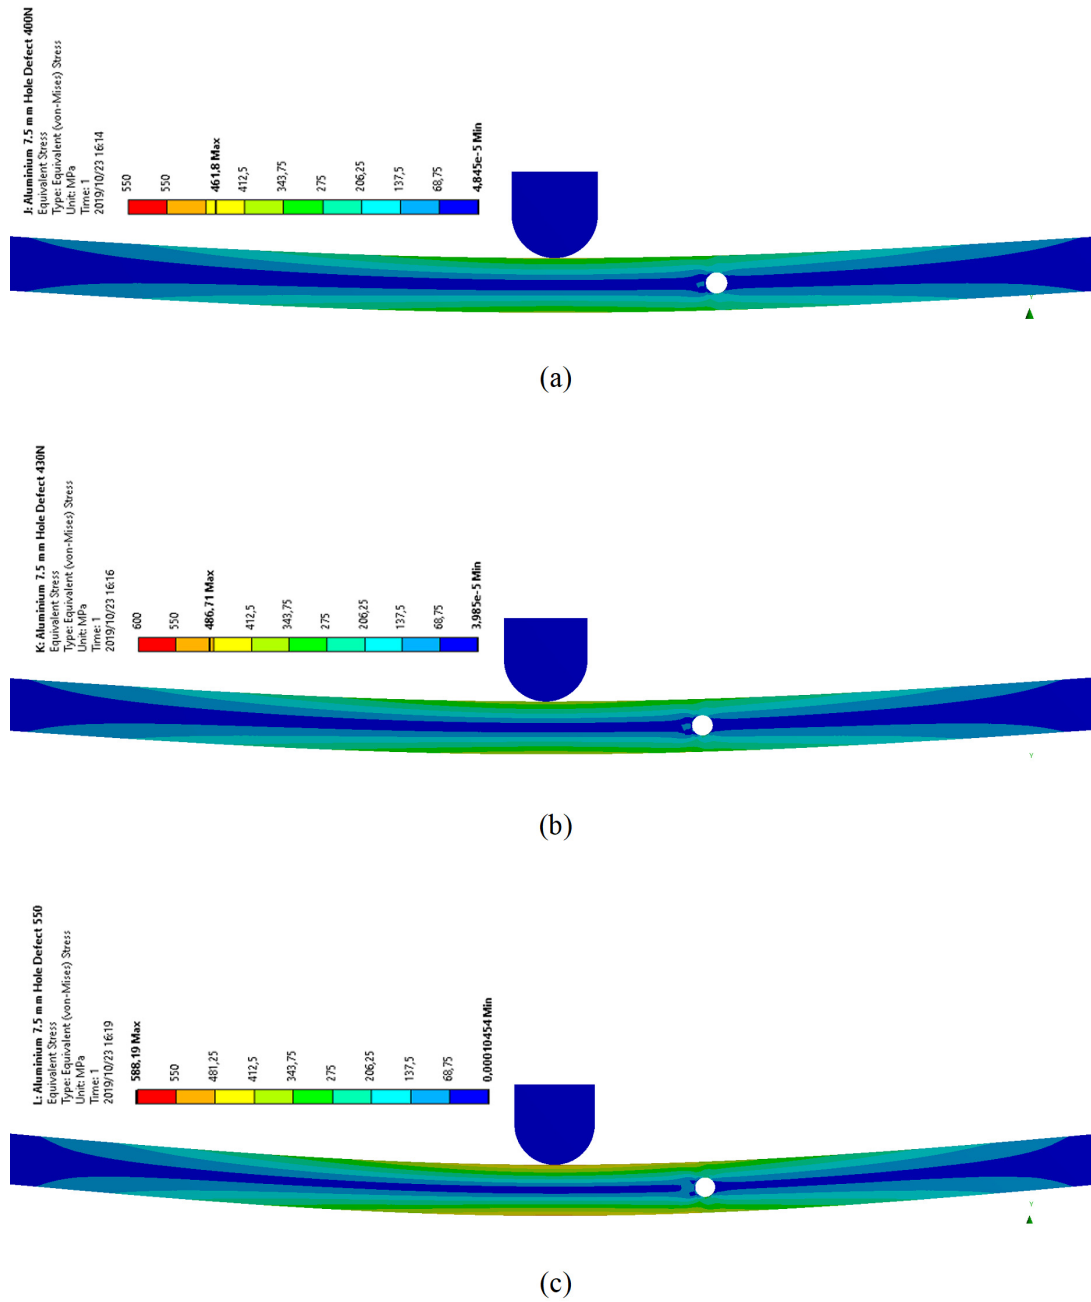 J: Aluminium 7.5 mm Hole Defect 400N
Equivalent Stress
Type: Equivalent (von-Mises) Stress
Unit: MPa
Time: 1
2019/10/23 16:14
550
550
461.8 Max
412,5
343,75
275
206,25
137,5
68,75
4,845e-5 Min
Y
(a)
K: Aluminium 7.5 mm Hole Defect 430N
Equivalent Stress
Type: Equivalent (von-Mises) Stress
Unit: MPa
Time: 1
2019/10/23 16:16
600
550
486.71 Max
412,5
343,75
275
206,25
137,5
68,75
3,985e-5 Min
Y
(b)
L: Aluminium 7.5 mm Hole Defect 550
Equivalent Stress
Type: Equivalent (von-Mises) Stress
Unit: MPa
Time: 1
2019/10/23 16:19
588,19 Max
550
481,25
412,5
343,75
275
206,25
137,5
68,75
0,00010454 Min
Y
(c)